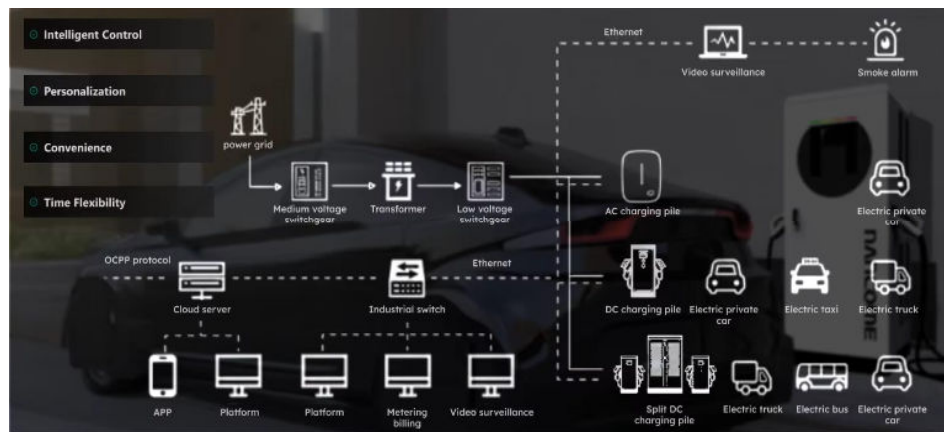 Intelligent Control
Personalization
Convenience
Time Flexibility
Ethernet
Video surveillance
Smoke alarm
power grid
Medium voltage
switchgear
Transformer
Low voltage
switchgear
AC charging pile
Electric private
car
OCPP protocol
Cloud server
Industrial switch
Ethernet
DC charging pile
Electric private
car
Electric taxi
Electric truck
APP
Platform
Platform
Metering
billing
Video surveillance
Split DC
charging pile
Electric truck
Electric bus
Electric private
car